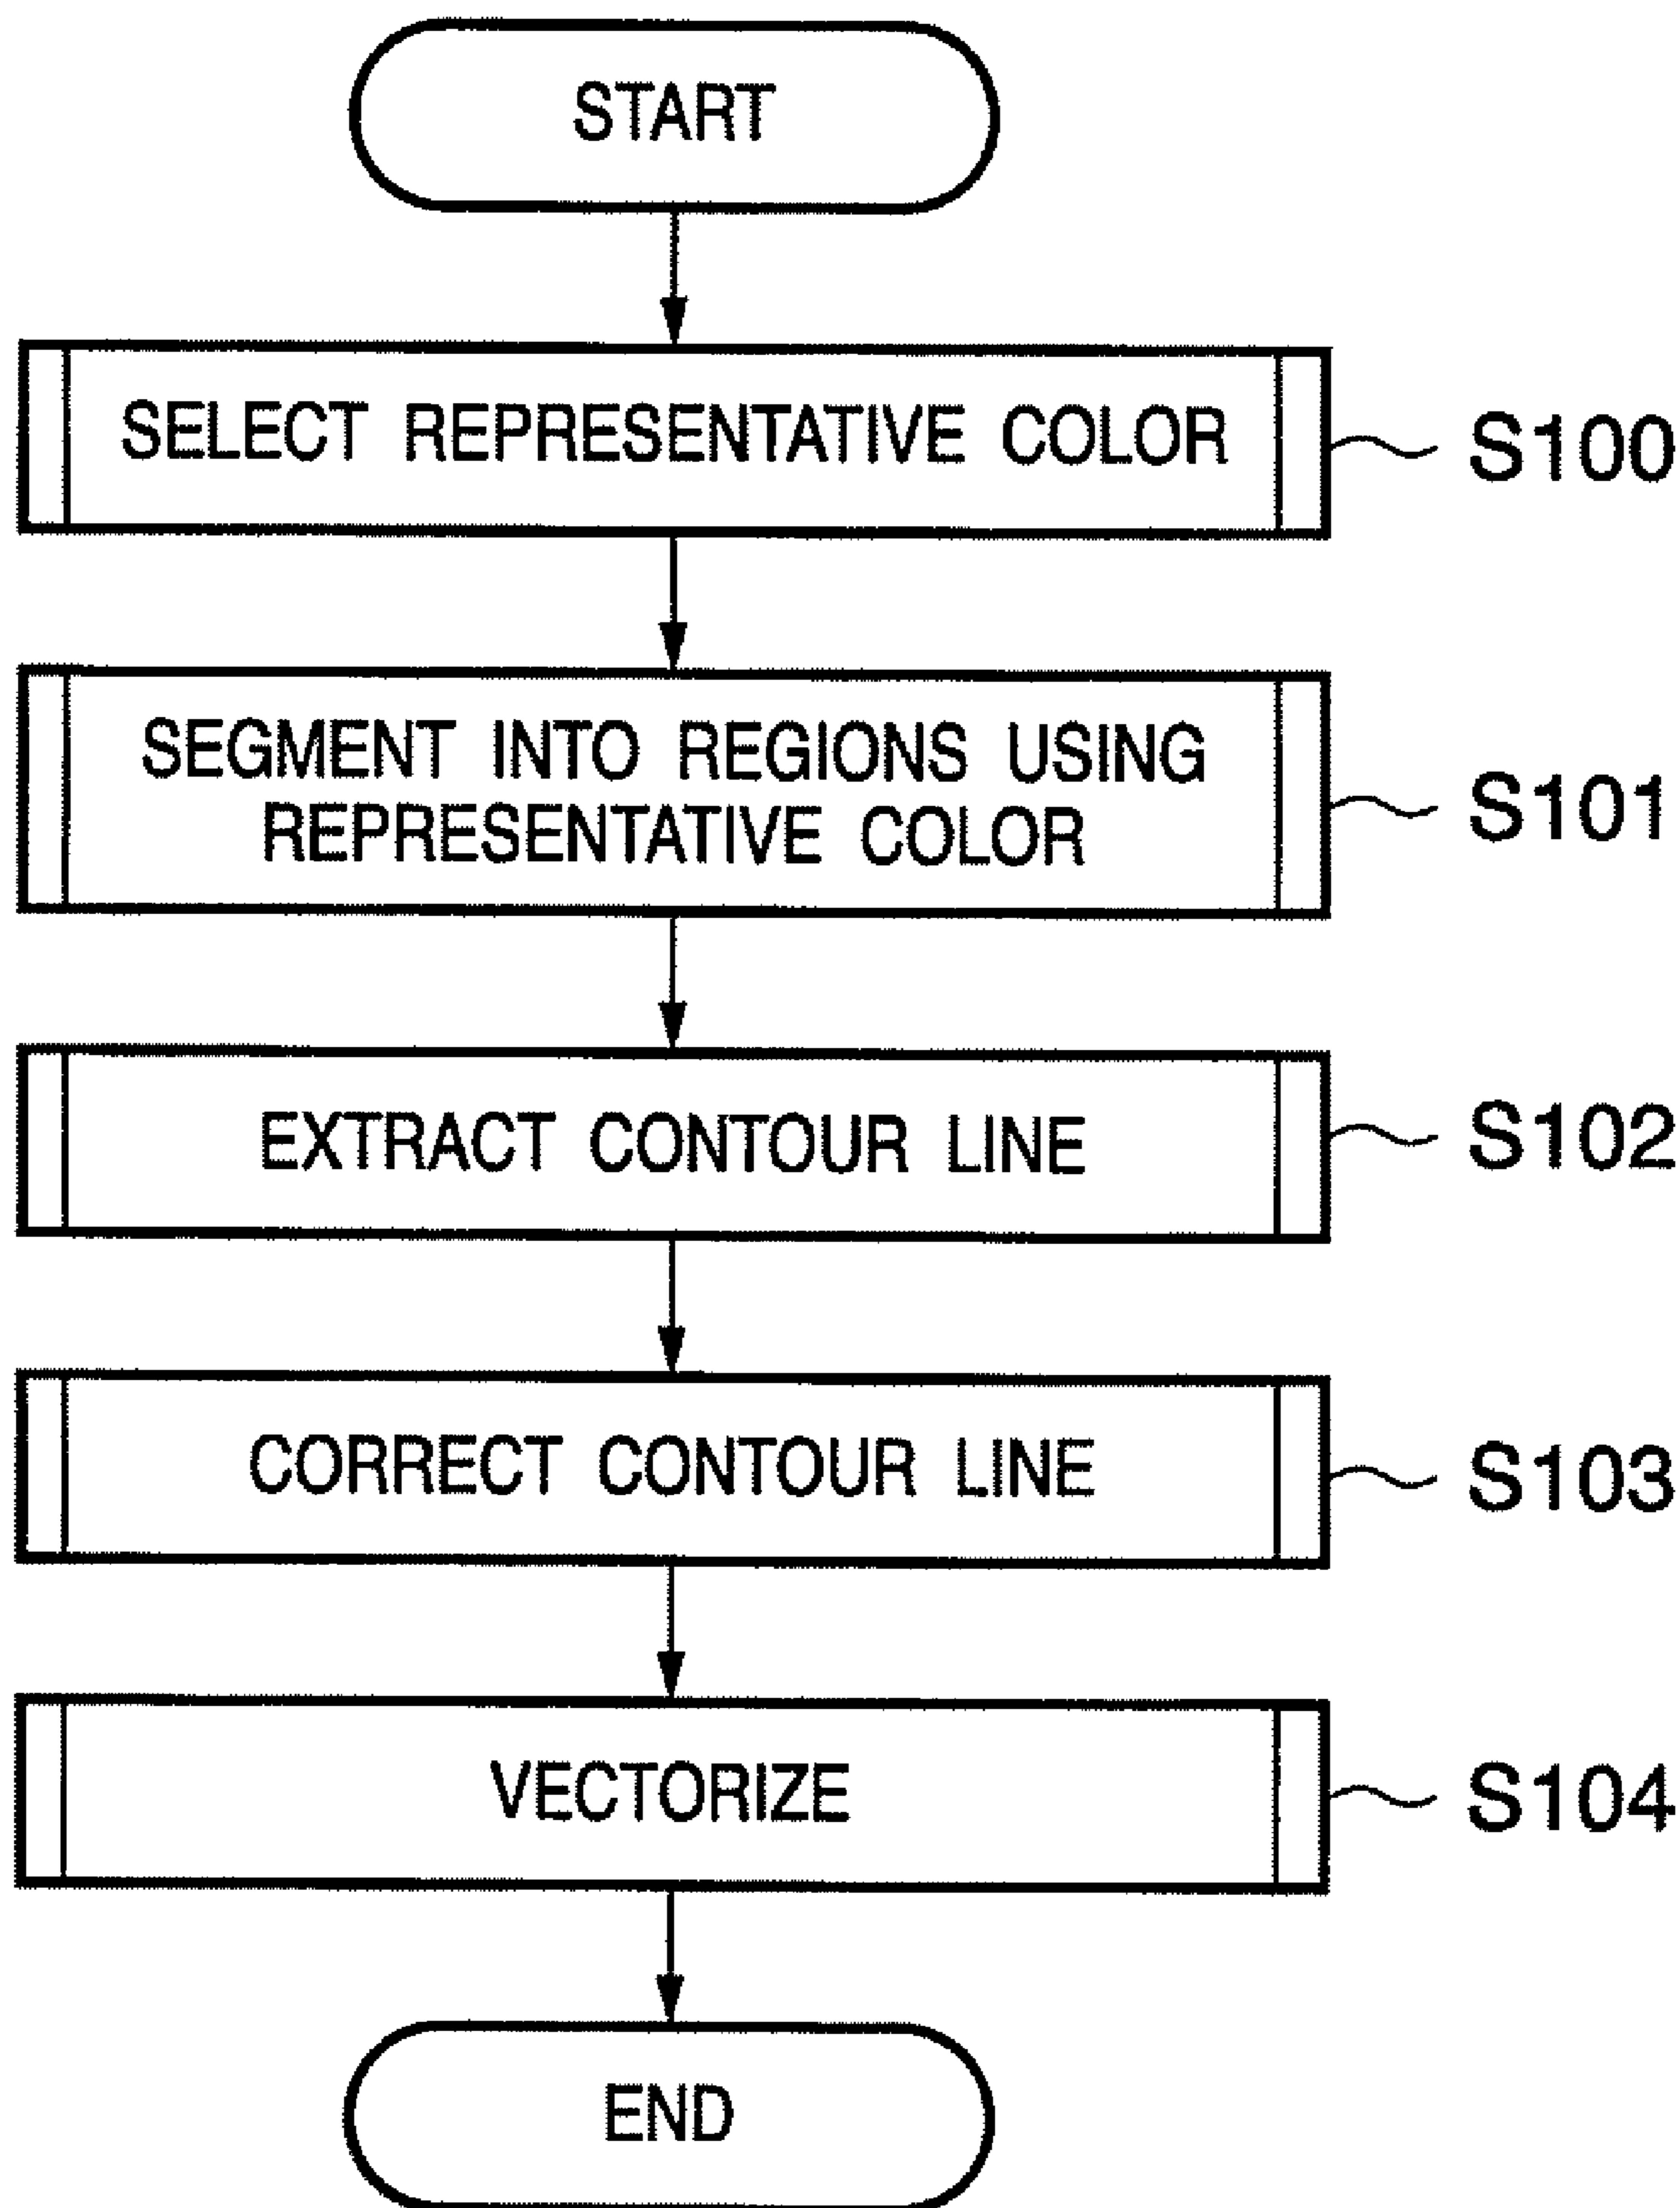 START
SELECT REPRESENTATIVE COLOR
S100
SEGMENT INTO REGIONS USING
REPRESENTATIVE COLOR
S101
EXTRACT CONTOUR LINE
S102
CORRECT CONTOUR LINE
S103
VECTORIZE
S104
END